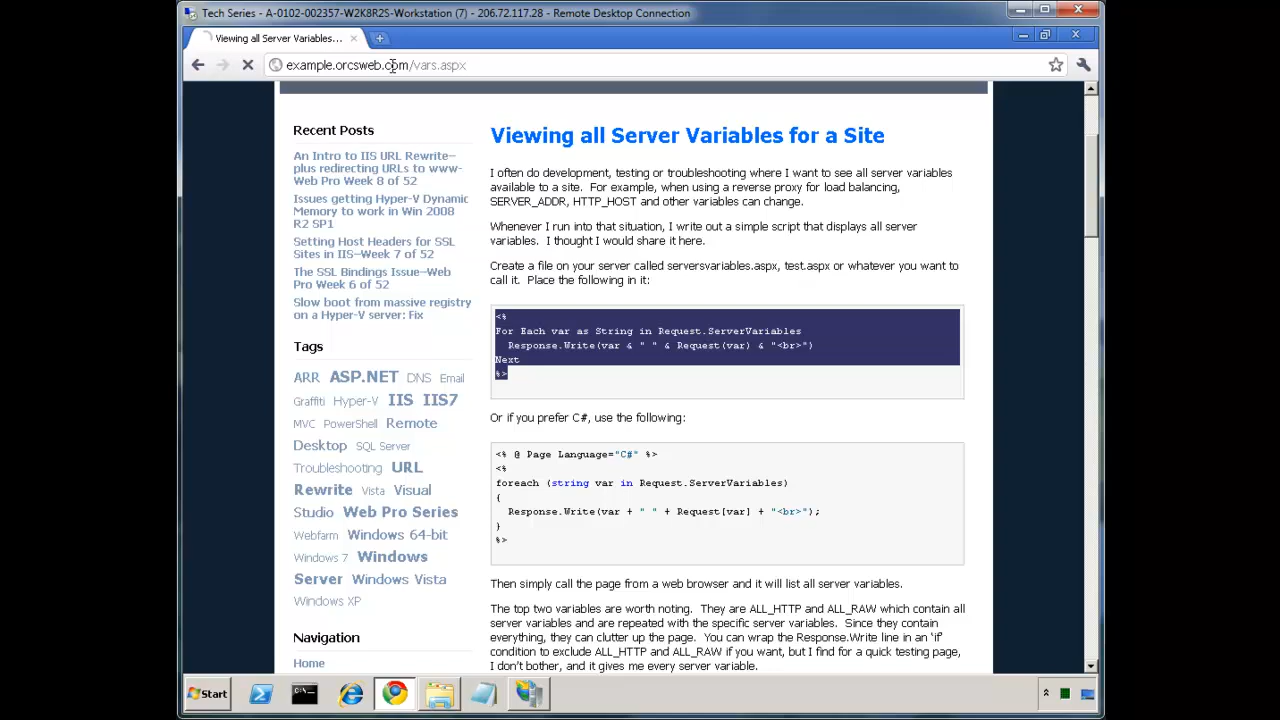 Tech Series - A-0102-002357-W2K8R2S-Workstation (7) - 206.72.117.28 - Remote Desktop Connection
Viewing all Server Variables...
example.orcsweb.com/vars.aspx
Recent Posts
An Intro to IIS URL Rewrite–
plus redirecting URLs to www-
Web Pro Week 8 of 52
Issues getting Hyper-V Dynamic
Memory to work in Win 2008
R2 SP1
Setting Host Headers for SSL
Sites in IIS–Week 7 of 52
The SSL Bindings Issue–Web
Pro Week 6 of 52
Slow boot from massive registry
on a Hyper-V server: Fix
Tags
ARR ASP.NET DNS Email
Graffiti Hyper-V IIS IIS7
MVC PowerShell Remote
Desktop SQL Server
Troubleshooting URL
Rewrite Vista Visual
Studio Web Pro Series
Webfarm Windows 64-bit
Windows 7 Windows
Server Windows Vista
Windows XP
Navigation
Home
Viewing all Server Variables for a Site
I often do development, testing or troubleshooting where I want to see all server variables
available to a site. For example, when using a reverse proxy for load balancing,
SERVER_ADDR, HTTP_HOST and other variables can change.
Whenever I run into that situation, I write out a simple script that displays all server
variables. I thought I would share it here.
Create a file on your server called serversvariables.aspx, test.aspx or whatever you want to
call it. Place the following in it:
<%
For Each var as String in Request.ServerVariables
Response.Write(var & " " & Request(var) & "<br>")
Next
%>
Or if you prefer C#, use the following:
<% @ Page Language="C#" %>
<%
foreach (string var in Request.ServerVariables)
{
Response.Write(var + " " + Request[var] + "<br>");
}
%>
Then simply call the page from a web browser and it will list all server variables.
The top two variables are worth noting. They are ALL_HTTP and ALL_RAW which contain all
server variables and are repeated with the specific server variables. Since they contain
everything, they can clutter up the page. You can wrap the Response.Write line in an 'if'
condition to exclude ALL_HTTP and ALL_RAW if you want, but I find for a quick testing page,
I don't bother, and it gives me every server variable.
Start